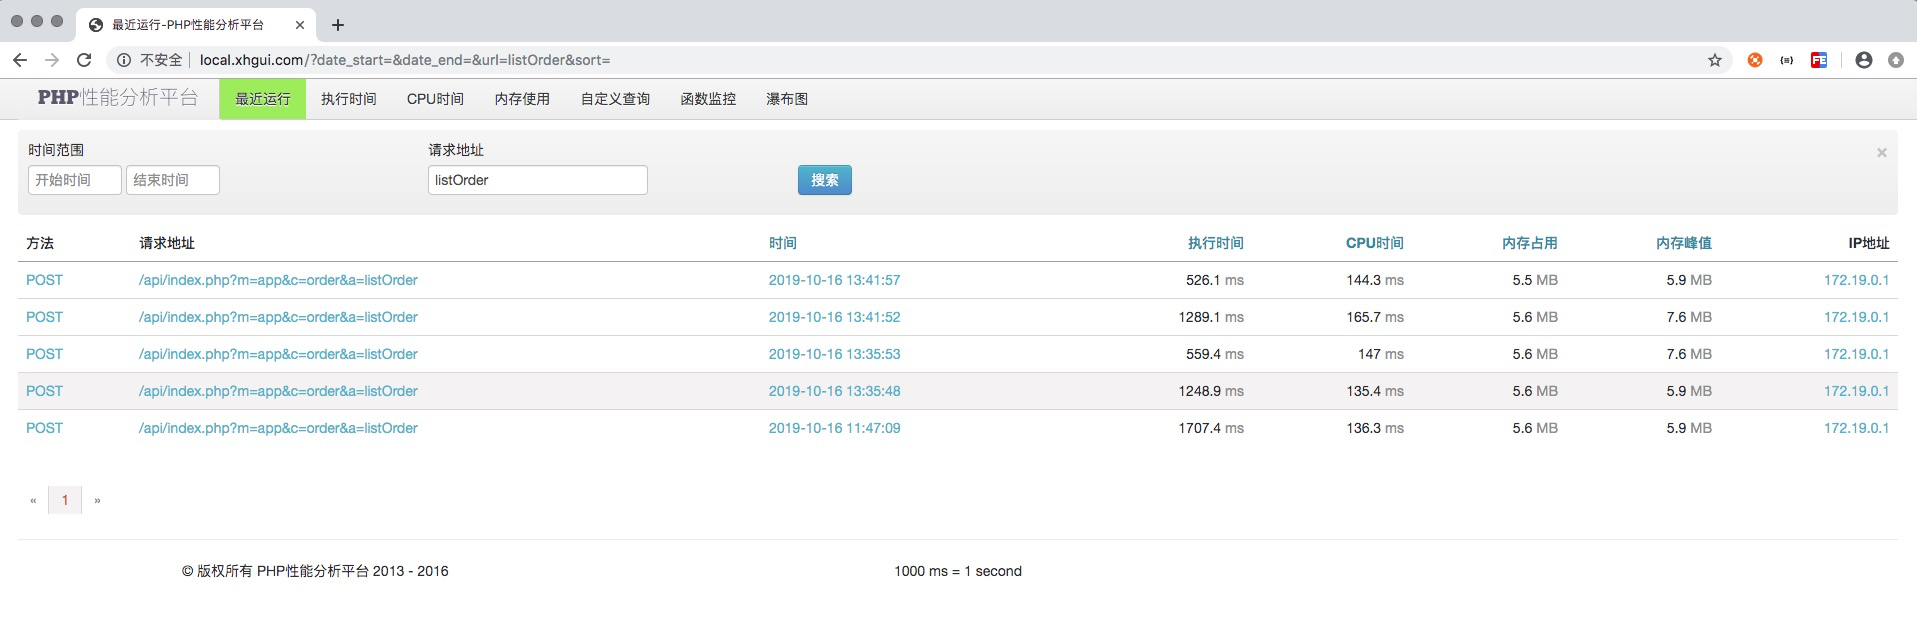 最近运行-PHP性能分析平台
不安全 local.xhgui.com/?date_start=&date_end=&url=listOrder&sort=
PHP性能分析平台 最近运行 执行时间 CPU时间 内存使用 自定义查询 函数监控 瀑布图
时间范围 请求地址
开始时间 结束时间 listOrder 搜索
方法 请求地址 时间 执行时间 CPU时间 内存占用 内存峰值 IP地址
POST /api/index.php?m=app&c=order&a=listOrder 2019-10-16 13:41:57 526.1 ms 144.3 ms 5.5 MB 5.9 MB 172.19.0.1
POST /api/index.php?m=app&c=order&a=listOrder 2019-10-16 13:41:52 1289.1 ms 165.7 ms 5.6 MB 7.6 MB 172.19.0.1
POST /api/index.php?m=app&c=order&a=listOrder 2019-10-16 13:35:53 559.4 ms 147 ms 5.6 MB 7.6 MB 172.19.0.1
POST /api/index.php?m=app&c=order&a=listOrder 2019-10-16 13:35:48 1248.9 ms 135.4 ms 5.6 MB 5.9 MB 172.19.0.1
POST /api/index.php?m=app&c=order&a=listOrder 2019-10-16 11:47:09 1707.4 ms 136.3 ms 5.6 MB 5.9 MB 172.19.0.1
« 1 »
© 版权所有 PHP性能分析平台 2013 - 2016 1000 ms = 1 second